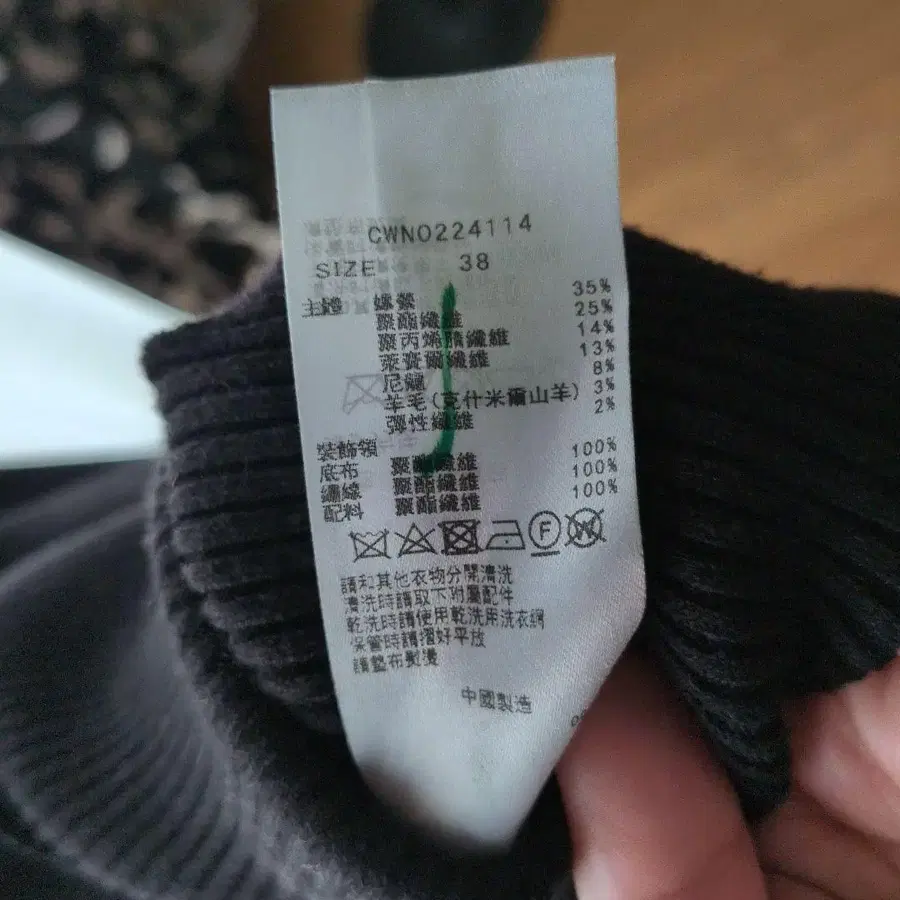 CWNO224114
SIZE 38
主體 嫘縈 35%
聚酯纖維 25%
聚丙烯腈纖維 14%
萊賽爾纖維 13%
尼龍 8%
羊毛(克什米爾山羊) 3%
彈性纖維 2%
裝飾領
底布 聚酯纖維 100%
繡線 聚酯纖維 100%
配料 聚酯纖維 100%
F W
請和其他衣物分開清洗
清洗時請取下附屬配件
乾洗時請使用乾洗用洗衣網
保管時請摺好平放
請墊布熨燙
中國製造